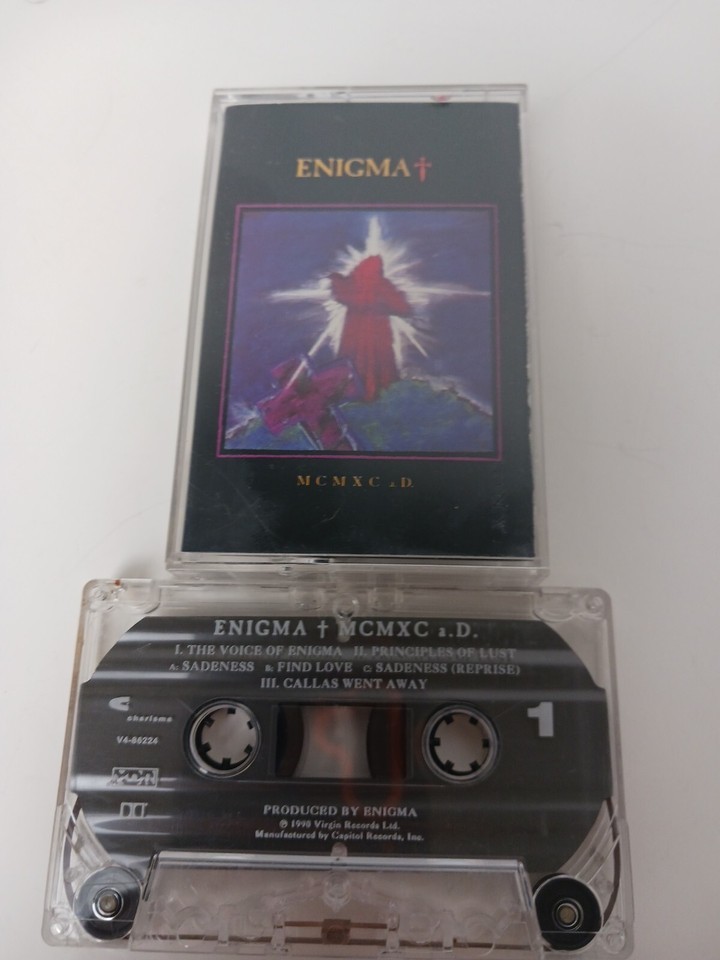 ENIGMA†
MCMXC a.D.
ENIGMA † MCMXC a.D.
I. THE VOICE OF ENIGMA II. PRINCIPLES OF LUST
A: SADENESS B: FIND LOVE C: SADENESS (REPRISE)
III. CALLAS WENT AWAY
charisma
1
V4-86224
PRODUCED BY ENIGMA
℗ 1990 Virgin Records Ltd.
Manufactured by Capitol Records, Inc.